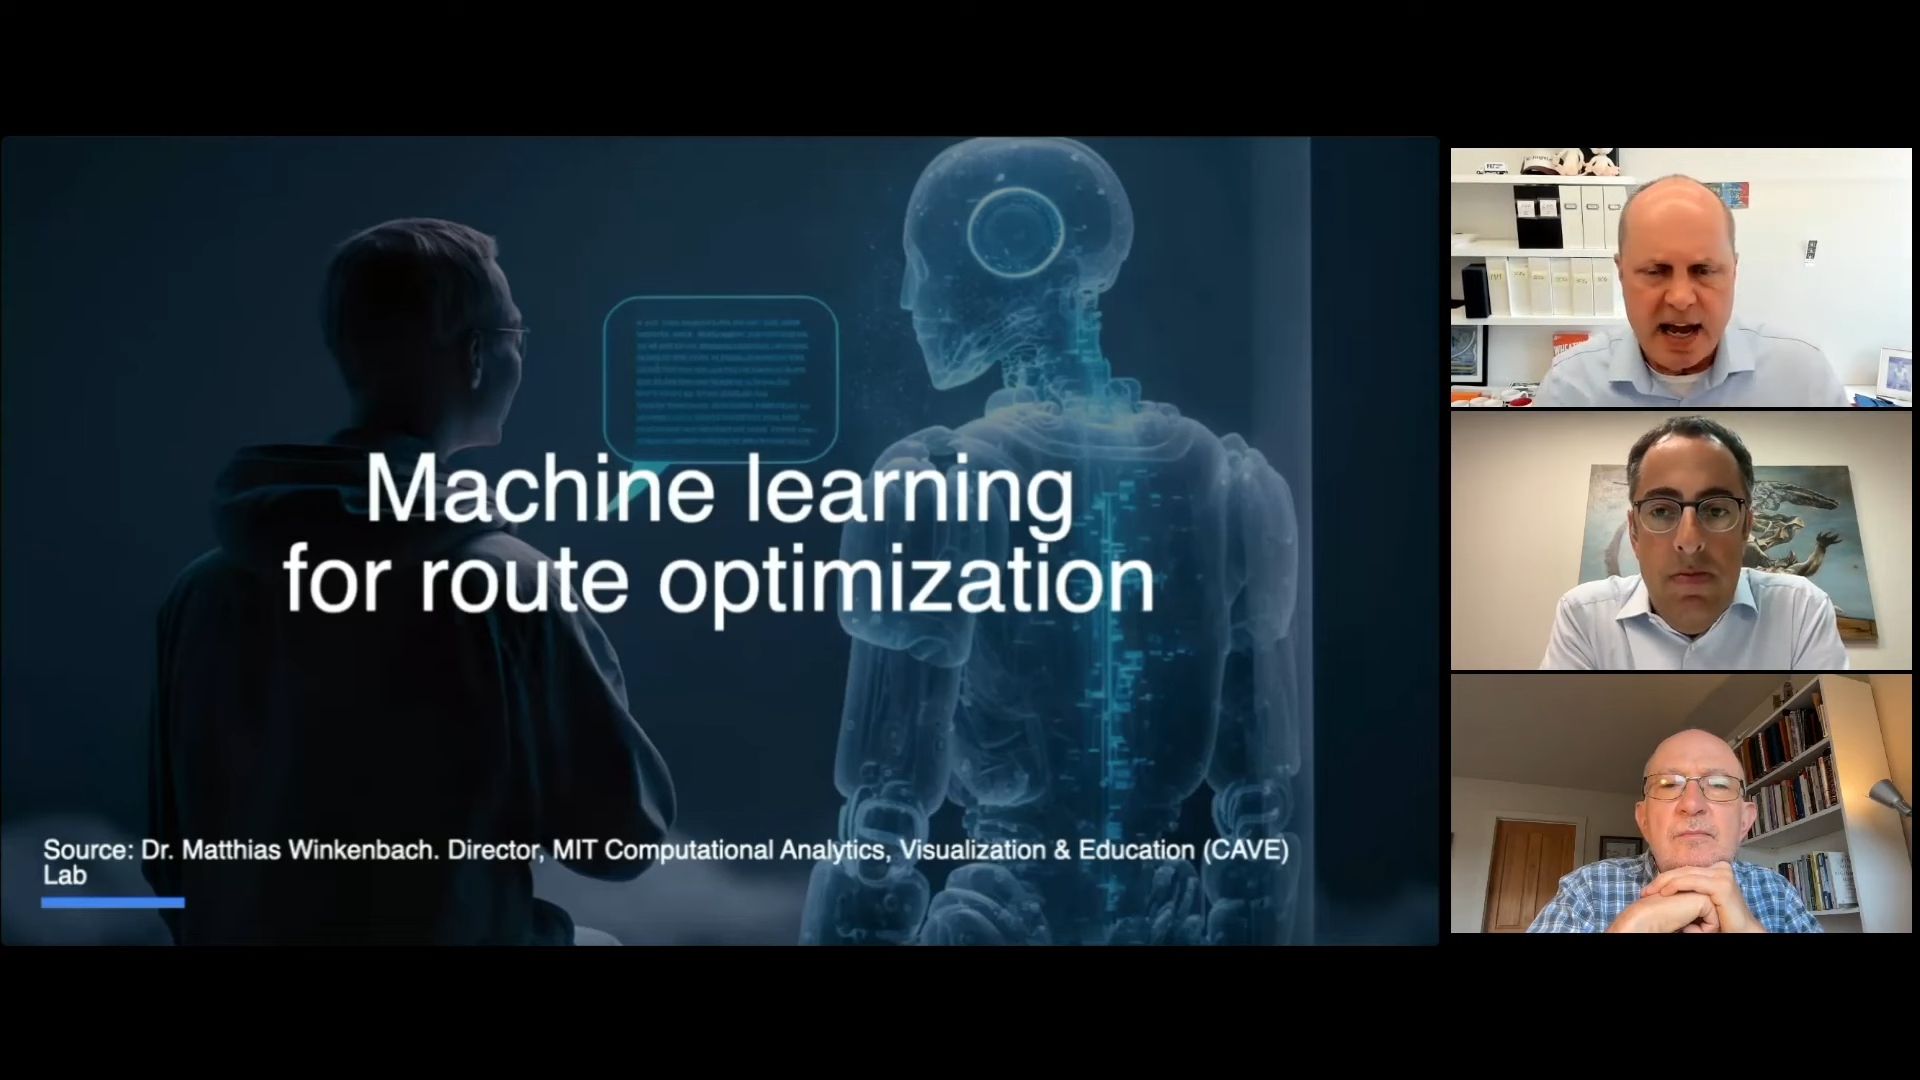 Machine learning
for route optimization
Source: Dr. Matthias Winkenbach. Director, MIT Computational Analytics, Visualization & Education (CAVE)
Lab